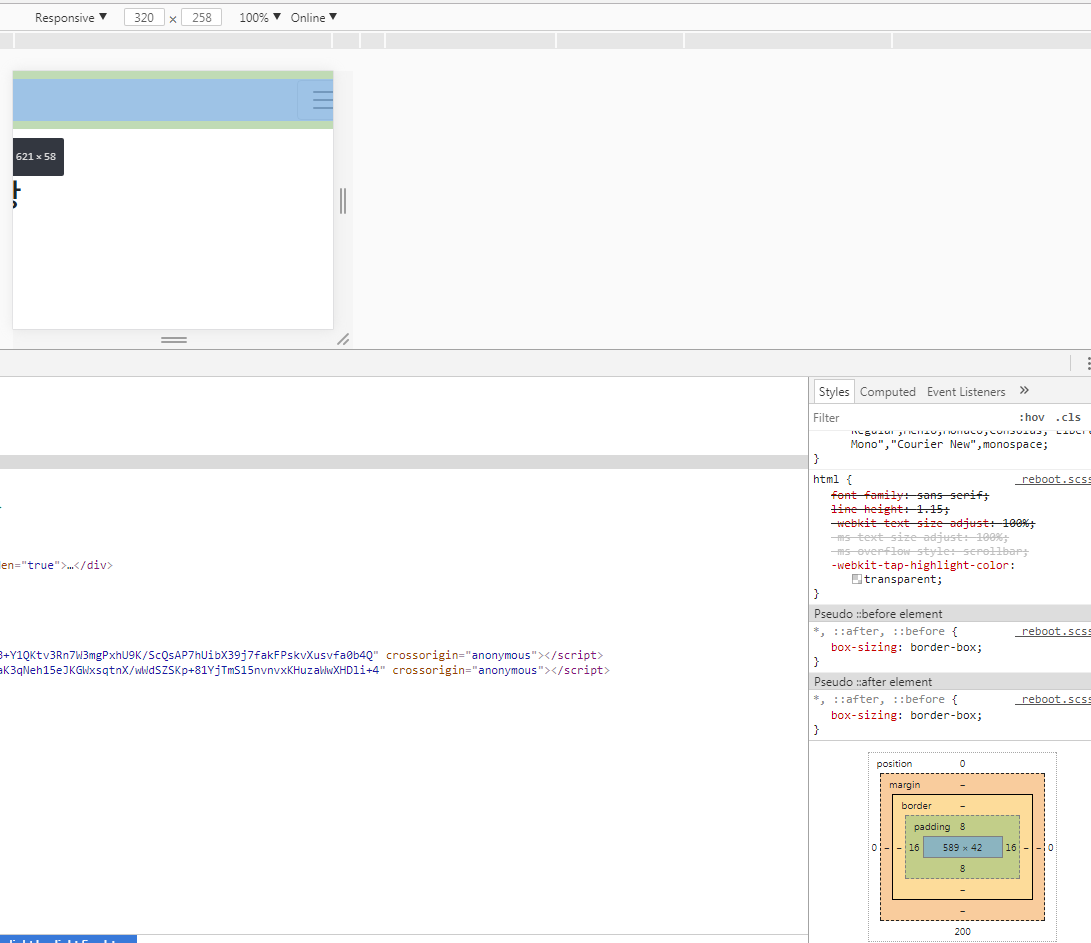 Responsive ▼ 320 × 258 100% ▼ Online ▼
621 × 58
Styles Computed Event Listeners »
Filter :hov .cls
Mono","Courier New",monospace;
}
html { _reboot.scss
font-family: sans-serif;
line-height: 1.15;
-webkit-text-size-adjust: 100%;
-ms-text-size-adjust: 100%;
-ms-overflow-style: scrollbar;
-webkit-tap-highlight-color:
transparent;
}
Pseudo ::before element
*, ::after, ::before { _reboot.scss
box-sizing: border-box;
}
Pseudo ::after element
*, ::after, ::before { _reboot.scss
box-sizing: border-box;
}
position 0
margin –
border –
padding 8
0 – – 16 589 × 42 16 – – 0
8
–
–
200
en="true">…</div>
3+Y1QKtv3Rn7W3mgPxhU9K/ScQsAP7hUibX39j7fakFPskvXusvfa0b4Q" crossorigin="anonymous"></script>
aK3qNeh15eJKGWxsqtnX/wWdSZSKp+81YjTmS15nvnvxKHuzaWwXHDli+4" crossorigin="anonymous"></script>